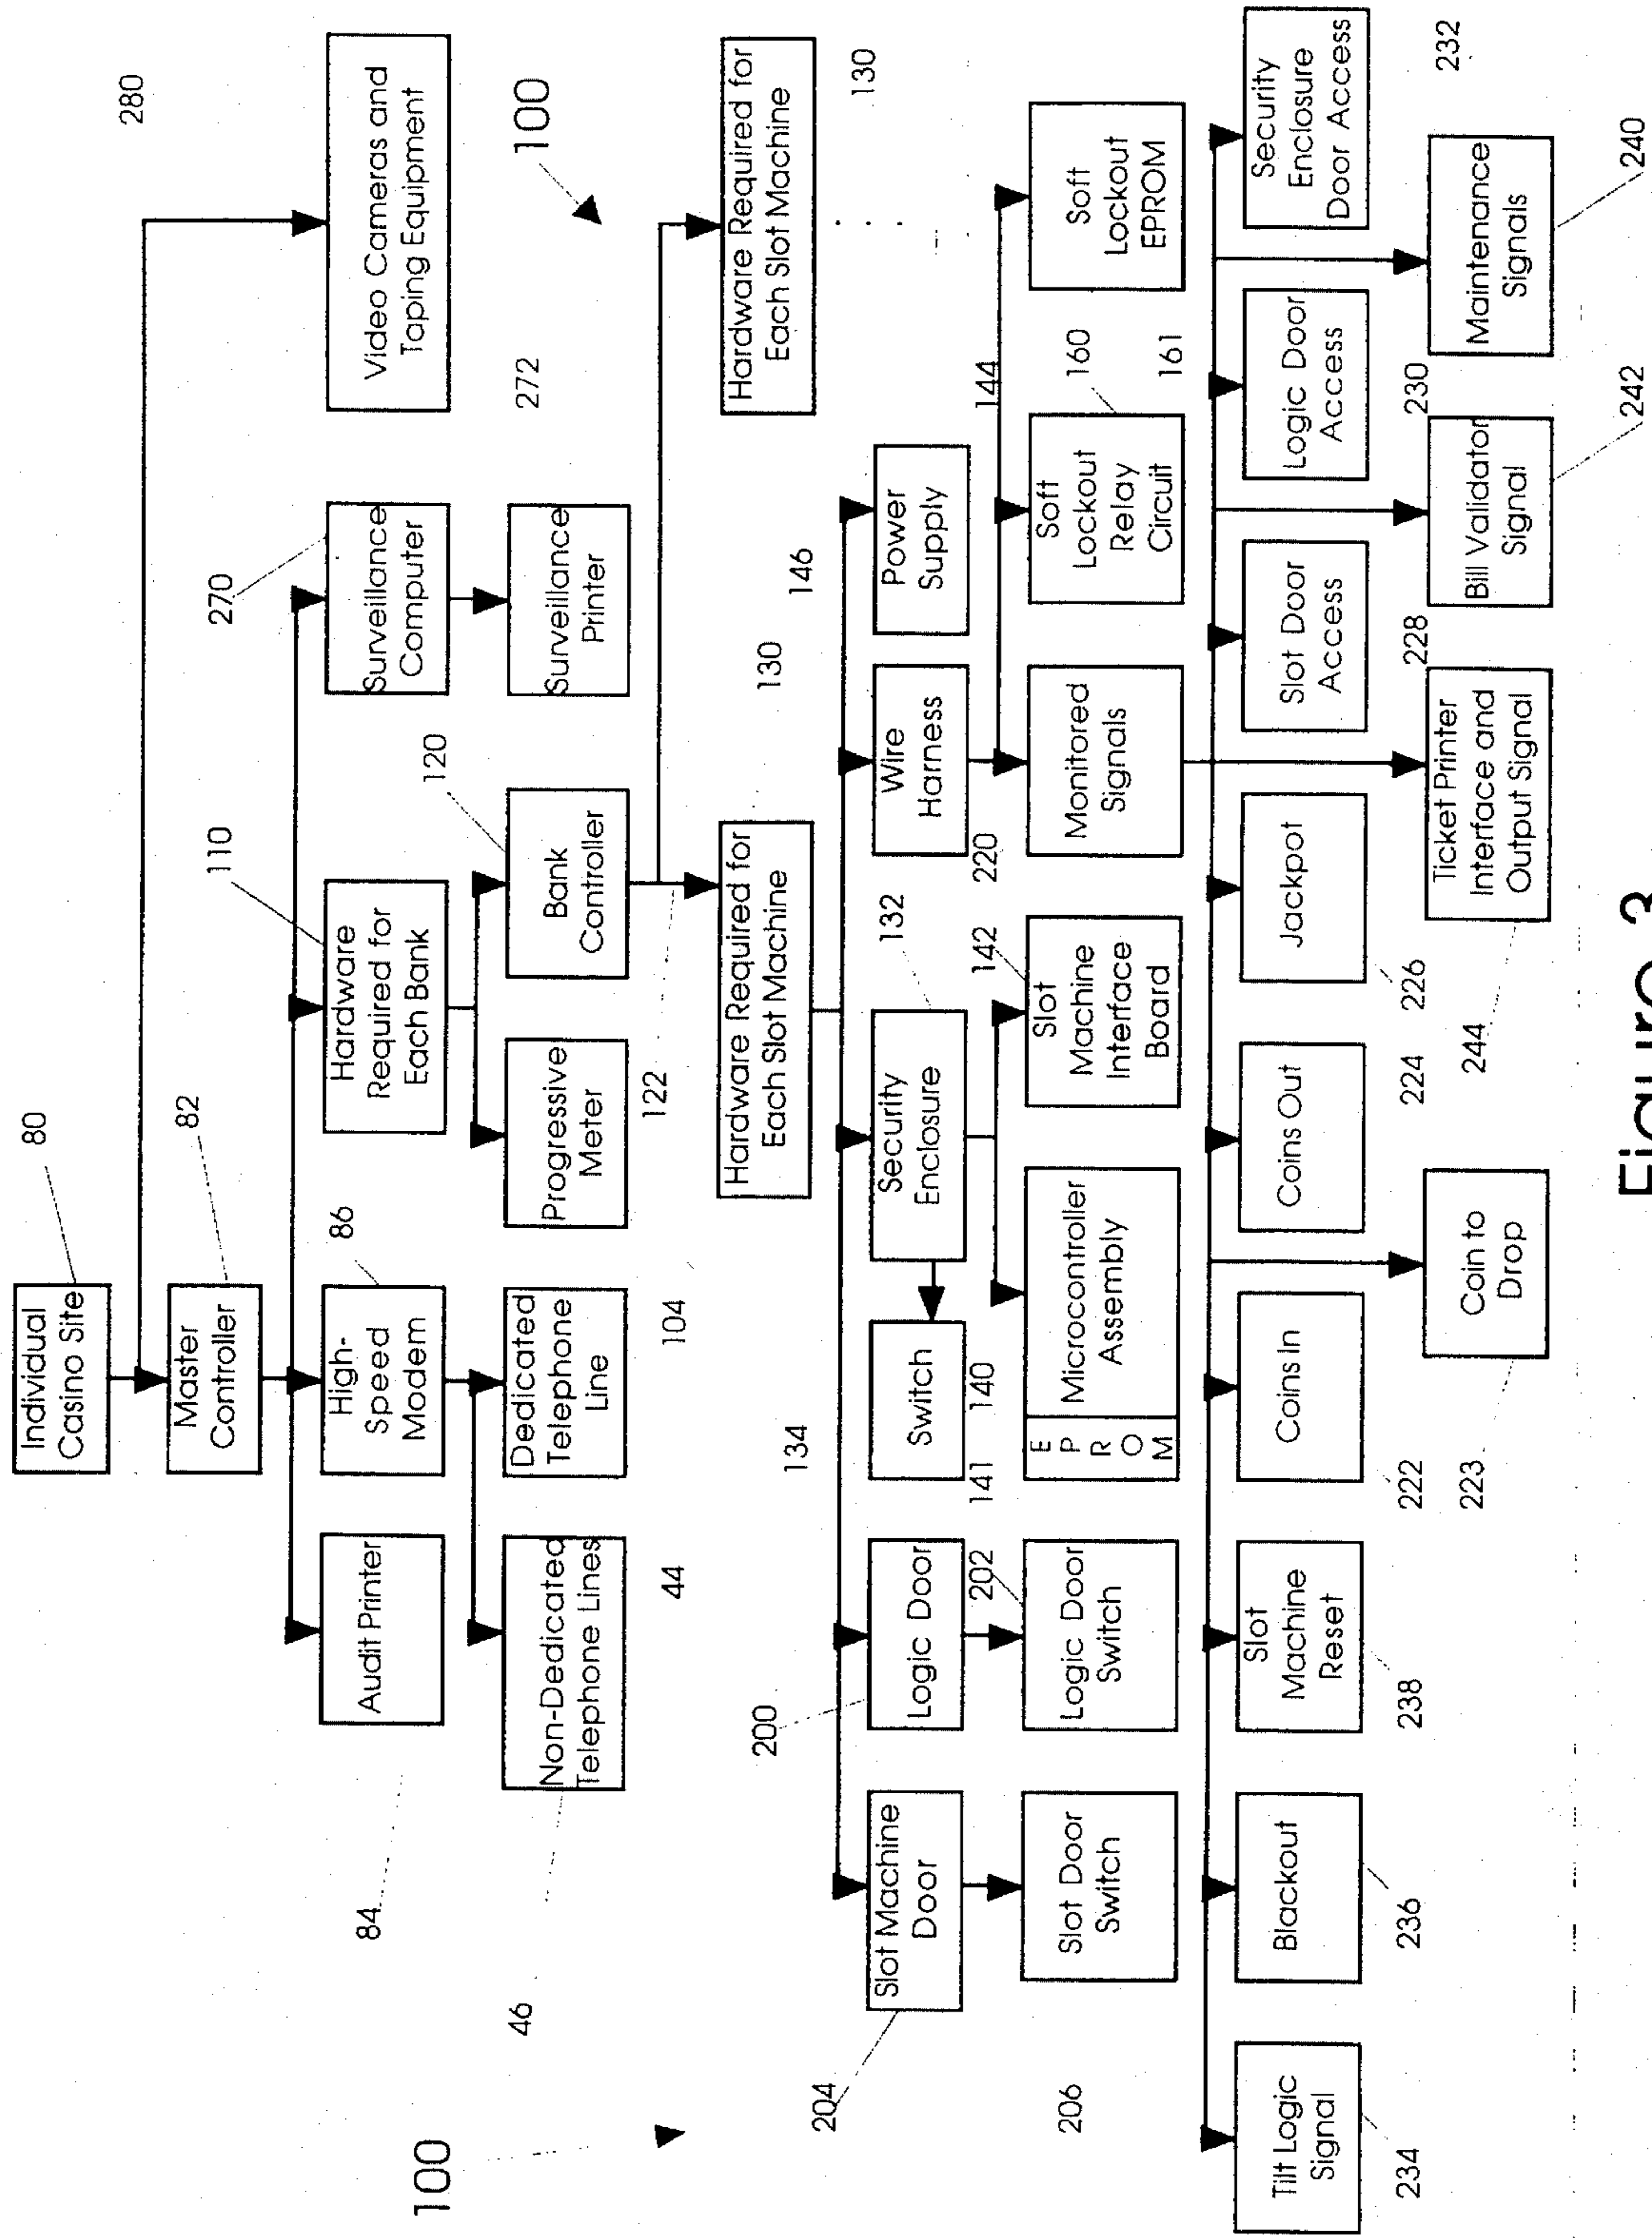 Individual
Casino Site
80
280
Master
Controller
82
Audit Printer
84
High-
Speed
Modem
86
Hardware
Required for
Each Bank
110
Surveillance
Computer
270
Video Cameras and
Taping Equipment
Non-Dedicated
Telephone Lines
46
44
Dedicated
Telephone
Line
104
Progressive
Meter
122
Bank
Controller
120
Surveillance
Printer
272
100
100
Hardware Required for
Each Slot Machine
130
Hardware Required for
Each Slot Machine
130
Slot Machine
Door
204
Logic Door
200
Switch
134
Security
Enclosure
132
Wire
Harness
Power
Supply
146
Slot Door
Switch
206
Logic Door
Switch
202
EPROM
141
Microcontroller
Assembly
140
Slot
Machine
Interface
Board
142
Monitored
Signals
220
Soft
Lockout
Relay
Circuit
160
144
Soft
Lockout
EPROM
161
Tilt Logic
Signal
234
Blackout
236
Slot
Machine
Reset
238
Coins In
222
Coins Out
224
Jackpot
226
Slot Door
Access
228
Logic Door
Access
230
Security
Enclosure
Door Access
232
Coin to
Drop
223
Ticket Printer
Interface and
Output Signal
244
Bill Validator
Signal
242
Maintenance
Signals
240
Figure 3